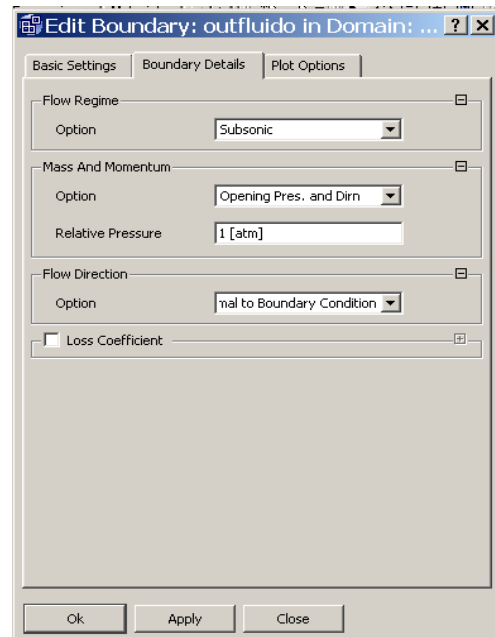 Edit Boundary: outfluido in Domain: ...
Basic Settings Boundary Details Plot Options
Flow Regime
Option Subsonic
Mass And Momentum
Option Opening Pres. and Dirn
Relative Pressure 1 [atm]
Flow Direction
Option mal to Boundary Condition
Loss Coefficient
Ok Apply Close